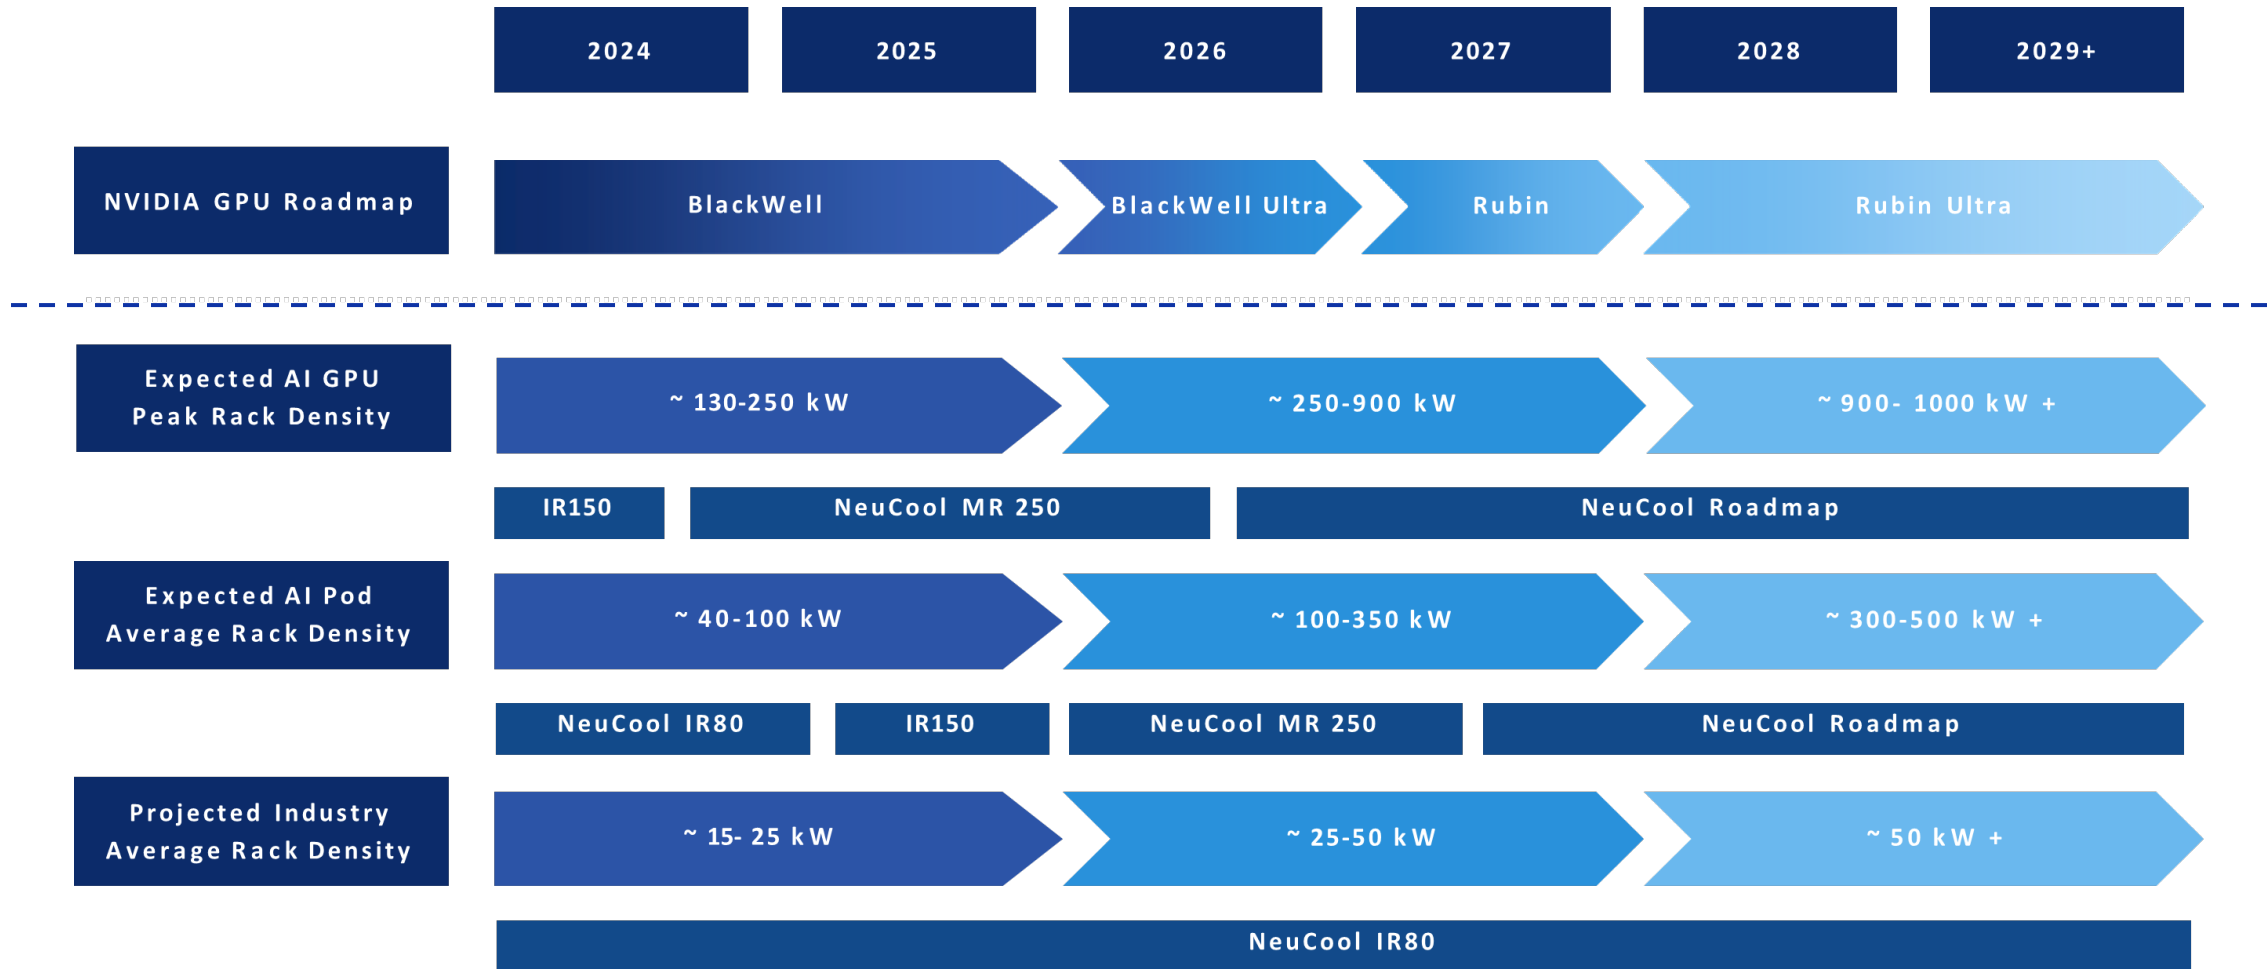 2024
2025
2026
2027
2028
2029+
NVIDIA GPU Roadmap
BlackWell
BlackWell Ultra
Rubin
Rubin Ultra
Expected AI GPU
Peak Rack Density
~ 130-250 kW
~ 250-900 kW
~ 900- 1000 kW +
IR150
NeuCool MR 250
NeuCool Roadmap
Expected AI Pod
Average Rack Density
~ 40-100 kW
~ 100-350 kW
~ 300-500 kW +
NeuCool IR80
IR150
NeuCool MR 250
NeuCool Roadmap
Projected Industry
Average Rack Density
~ 15- 25 kW
~ 25-50 kW
~ 50 kW +
NeuCool IR80